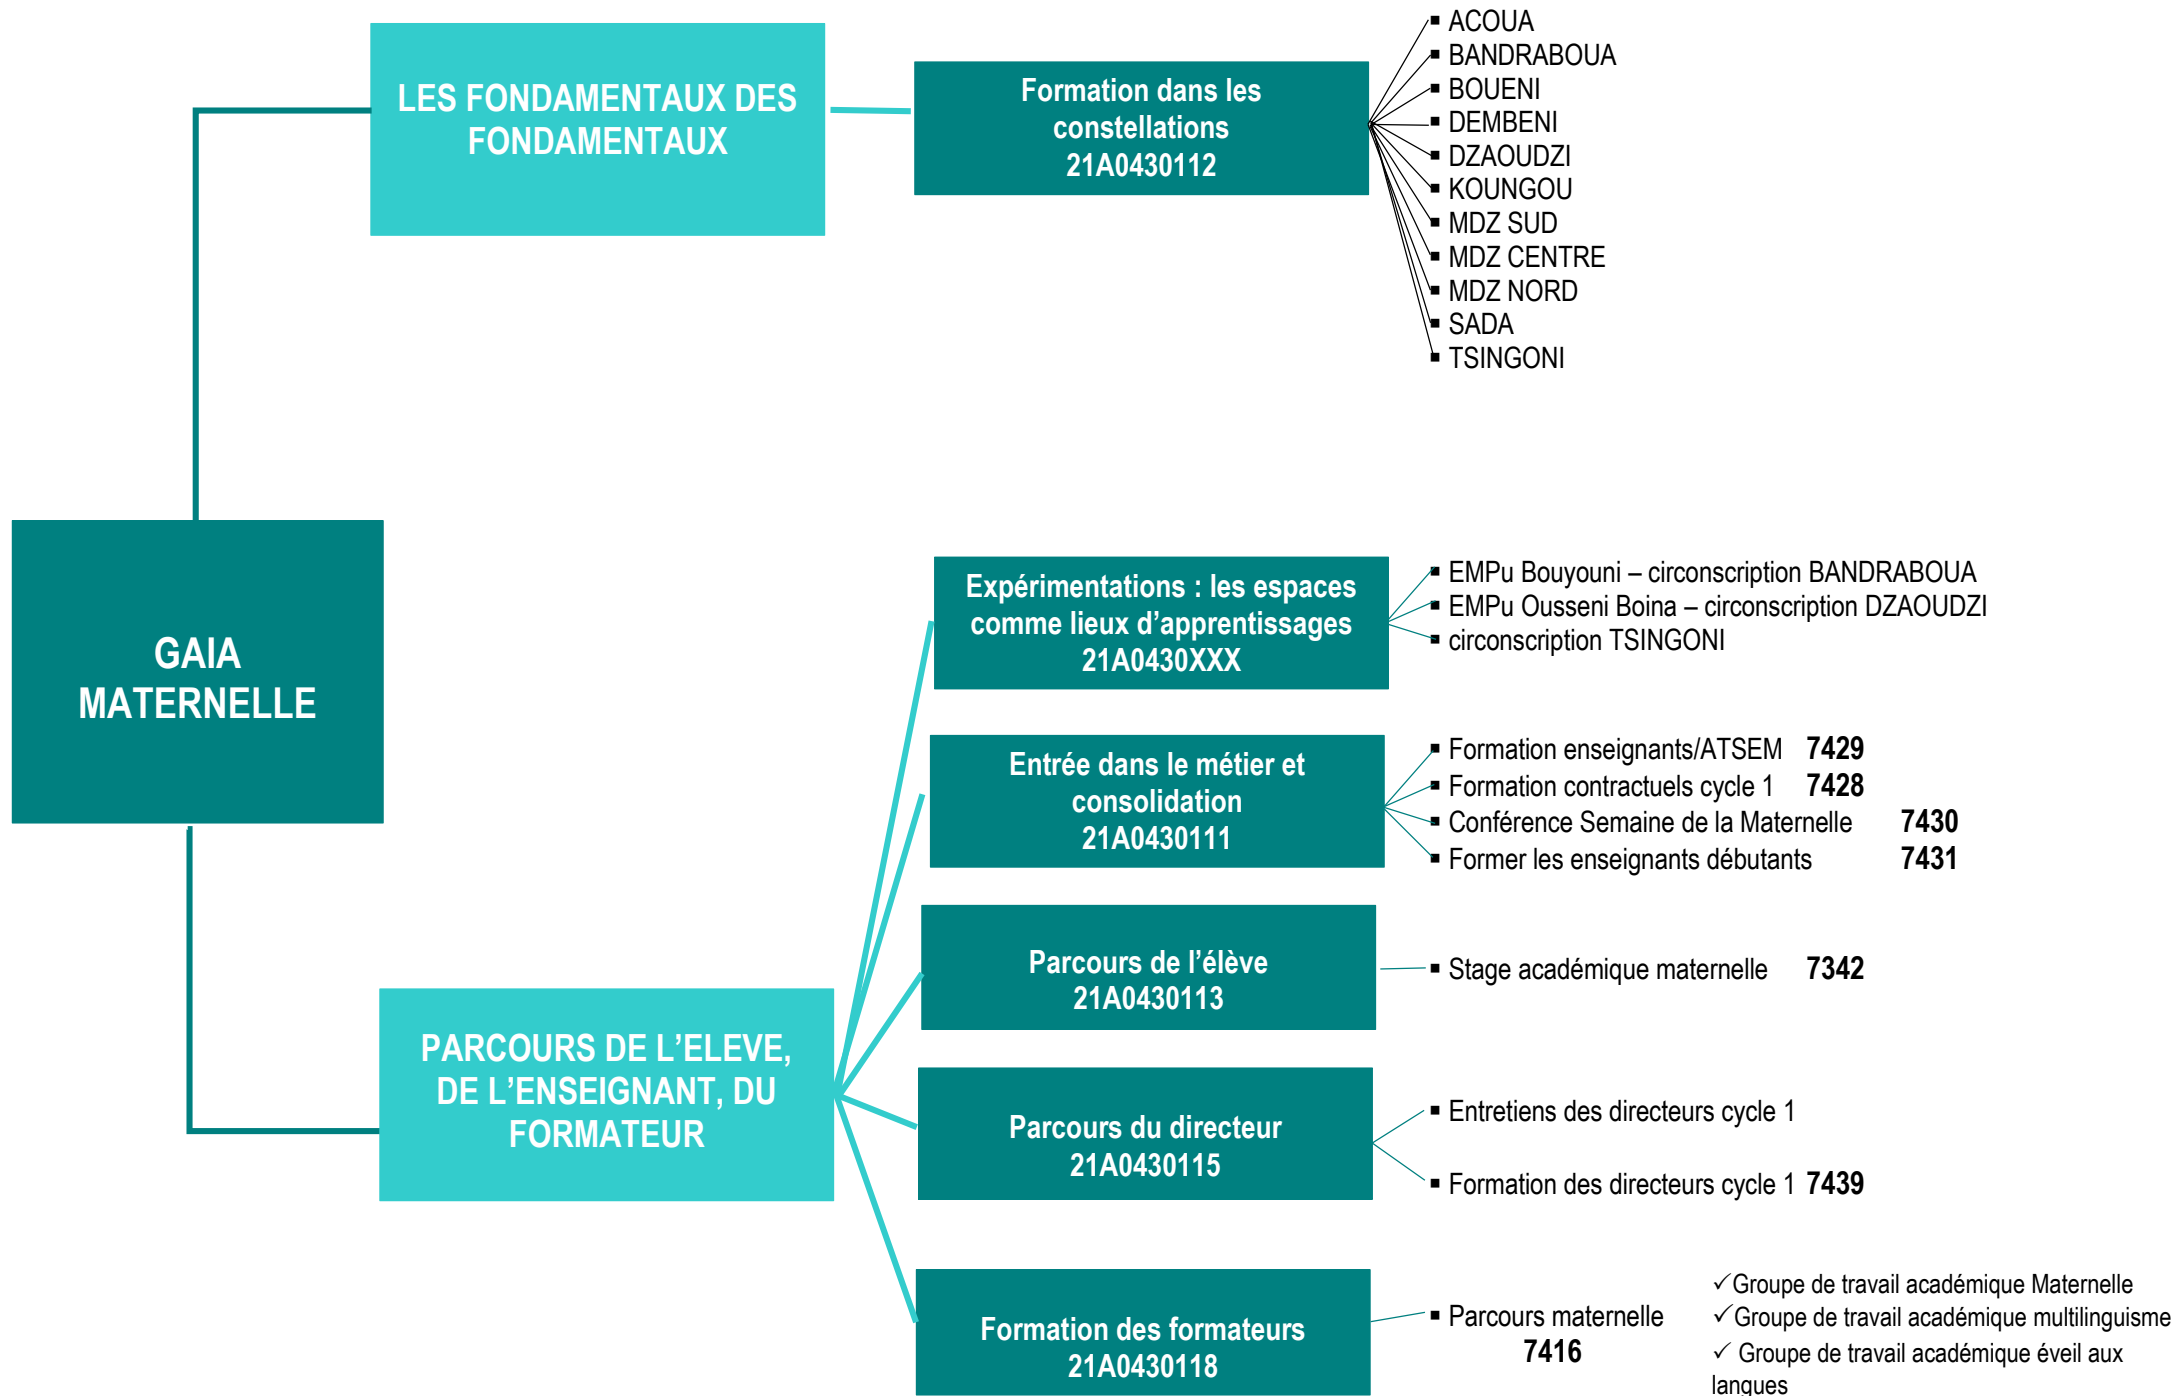 LES FONDAMENTAUX DES
FONDAMENTAUX
Formation dans les
constellations
21A0430112
▪ ACOUA
▪ BANDRABOUA
▪ BOUENI
▪ DEMBENI
▪ DZAOUDZI
▪ KOUNGOU
▪ MDZ SUD
▪ MDZ CENTRE
▪ MDZ NORD
▪ SADA
▪ TSINGONI
GAIA
MATERNELLE
PARCOURS DE L’ELEVE,
DE L’ENSEIGNANT, DU
FORMATEUR
Expérimentations : les espaces
comme lieux d’apprentissages
21A0430XXX
▪ EMPu Bouyouni – circonscription BANDRABOUA
▪ EMPu Ousseni Boina – circonscription DZAOUDZI
▪ circonscription TSINGONI
Entrée dans le métier et
consolidation
21A0430111
▪ Formation enseignants/ATSEM 7429
▪ Formation contractuels cycle 1 7428
▪ Conférence Semaine de la Maternelle 7430
▪ Former les enseignants débutants 7431
Parcours de l’élève
21A0430113
▪ Stage académique maternelle 7342
Parcours du directeur
21A0430115
▪ Entretiens des directeurs cycle 1
▪ Formation des directeurs cycle 1 7439
Formation des formateurs
21A0430118
▪ Parcours maternelle
7416
✓Groupe de travail académique Maternelle
✓Groupe de travail académique multilinguisme
✓ Groupe de travail académique éveil aux
langues